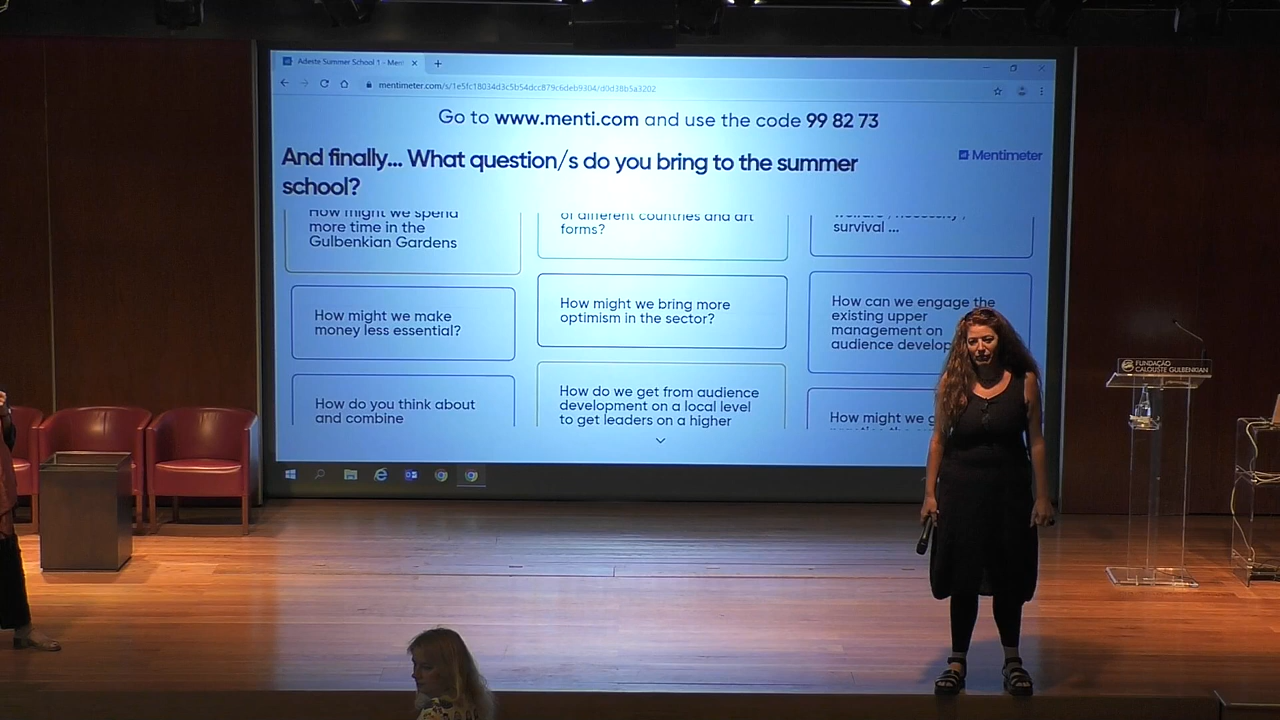 Adeste Summer School 1 - Men
mentimeter.com/s/1e5fc18034d3c5b54dcc879c6deb9304/d0d38b5a3202
Go to www.menti.com and use the code 99 82 73
And finally... What question/s do you bring to the summer
school?
Mentimeter
How might we spend
more time in the
Gulbenkian Gardens
of different countries and art
forms?
survival ...
How might we make
money less essential?
How might we bring more
optimism in the sector?
How can we engage the
existing upper
management on
audience develop
How do you think about
and combine
How do we get from audience
development on a local level
to get leaders on a higher
How might we g
FUNDAÇÃO
CALOUSTE GULBENKIAN